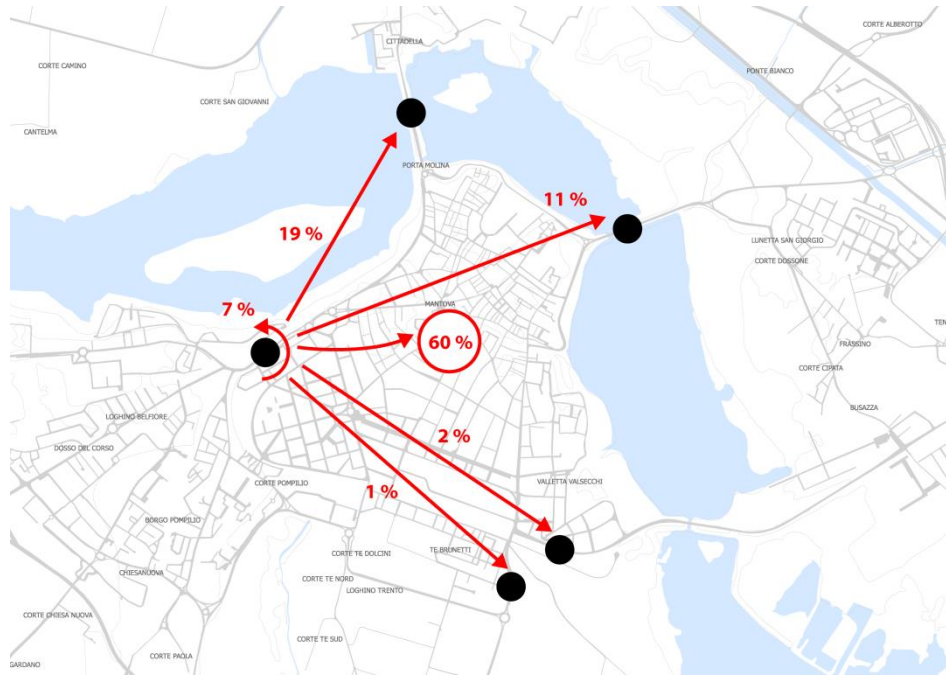 CORTE ALBEROTTO
CITTADELLA
CORTE CAMINO
PONTE BIANCO
CORTE SAN GIOVANNI
CANTELMA
PORTA MOLINA
11 %
19 %
LUNETTA SAN GIORGIO
CORTE DOSSONE
7 %
MANTOVA
TEN
60 %
FRASSINO
CORTE CIPATA
LOGHINO BELFIORE
BUSAZZA
2 %
DOSSO DEL CORSO
CORTE POMPILIO
VALLETTA VALSECCHI
1 %
BORGO POMPILIO
TE BRUNETTI
CORTE TE DOLCINI
CHIESANUOVA
CORTE TE NORD
LOGHINO TRENTO
CORTE CHIESA NUOVA
CORTE TE SUD
CORTE PAOLA
GARDANO